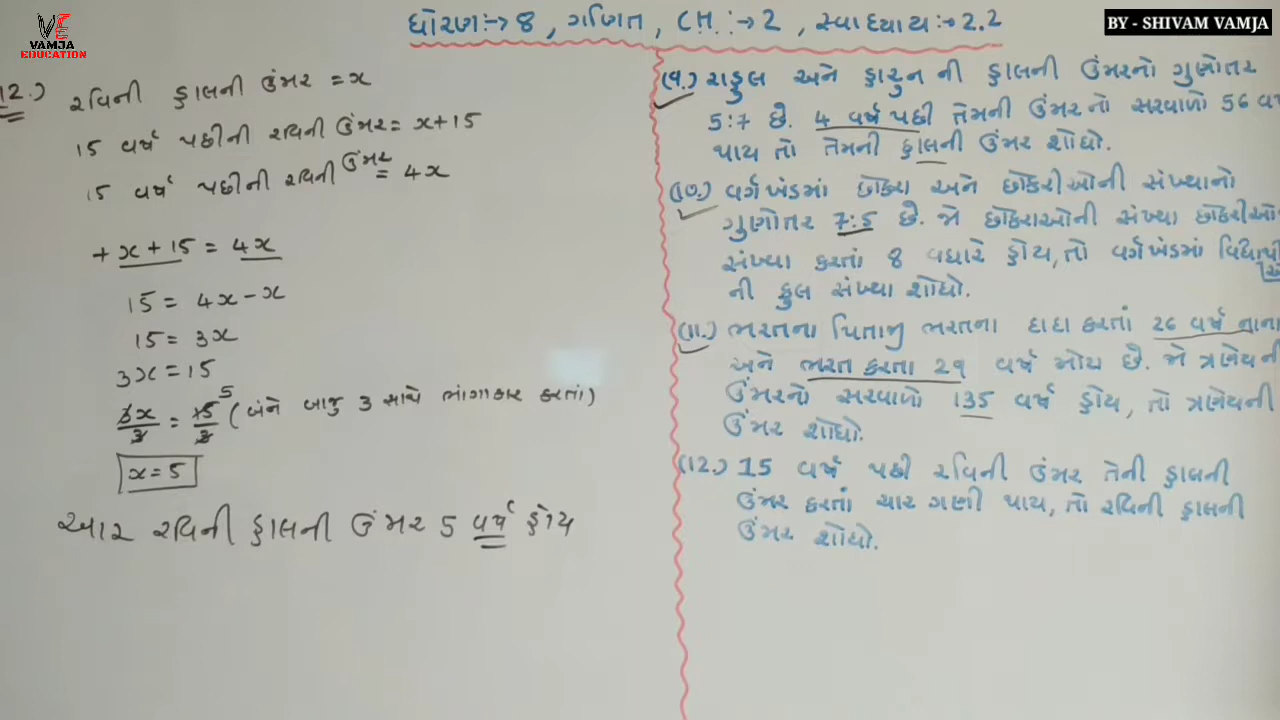 VE
VAMJA
EDUCATION
ધોરણ:→ 8 , ગણિત , CH. :→ 2 , સ્વાધ્યાય :→ 2.2
BY - SHIVAM VAMJA
12.) રવિની હાલની ઉંમર = x
15 વર્ષ પછીની રવિની ઉંમર = x+15
15 વર્ષ પછીની રવિની ઉંમર = 4x
+ x + 15 = 4x
15 = 4x - x
15 = 3x
3x = 15
3x/3 = 15/3 5 (બંને બાજુ 3 સાથે ભાગાકાર કરતાં)
x = 5
આર રવિની હાલની ઉંમર 5 વર્ષ હોય
(9.) રાહુલ અને હારુન ની હાલની ઉંમરનો ગુણોતર
5:7 છે. 4 વર્ષ પછી તેમની ઉંમર નો સરવાળો 56 વર્ષ
થાય તો તેમની હાલની ઉંમર શોધો.
(10.) વર્ગખંડમાં છોકરા અને છોકરીઓની સંખ્યાનો
ગુણોતર 7:5 છે. જો છોકરાઓની સંખ્યા છોકરીઓ
સંખ્યા કરતાં 8 વધારે હોય, તો વર્ગખંડમાં વિદ્યાર્થી
ની કુલ સંખ્યા શોધો.
(11.) ભરતના પિતાજી ભરતના દાદા કરતાં 26 વર્ષ નાના
અને ભરત કરતા 29 વર્ષ મોટા છે. જો ત્રણેયની
ઉંમરનો સરવાળો 135 વર્ષ હોય, તો ત્રણેયની
ઉંમર શોધો.
(12.) 15 વર્ષ પછી રવિની ઉંમર તેની હાલની
ઉંમર કરતાં ચાર ગણી થાય, તો રવિની હાલની
ઉંમર શોધો.